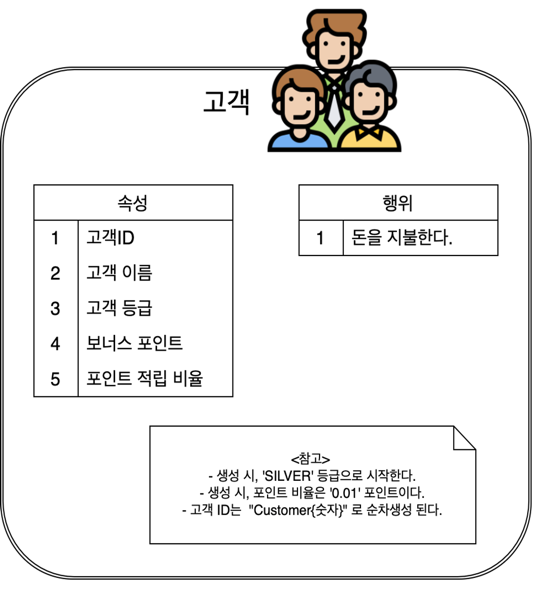 고객
속성
1 고객ID
2 고객 이름
3 고객 등급
4 보너스 포인트
5 포인트 적립 비율
행위
1 돈을 지불한다.
<참고>
- 생성 시, 'SILVER' 등급으로 시작한다.
- 생성 시, 포인트 비율은 '0.01' 포인트이다.
- 고객 ID는 "Customer{숫자}" 로 순차생성 된다.